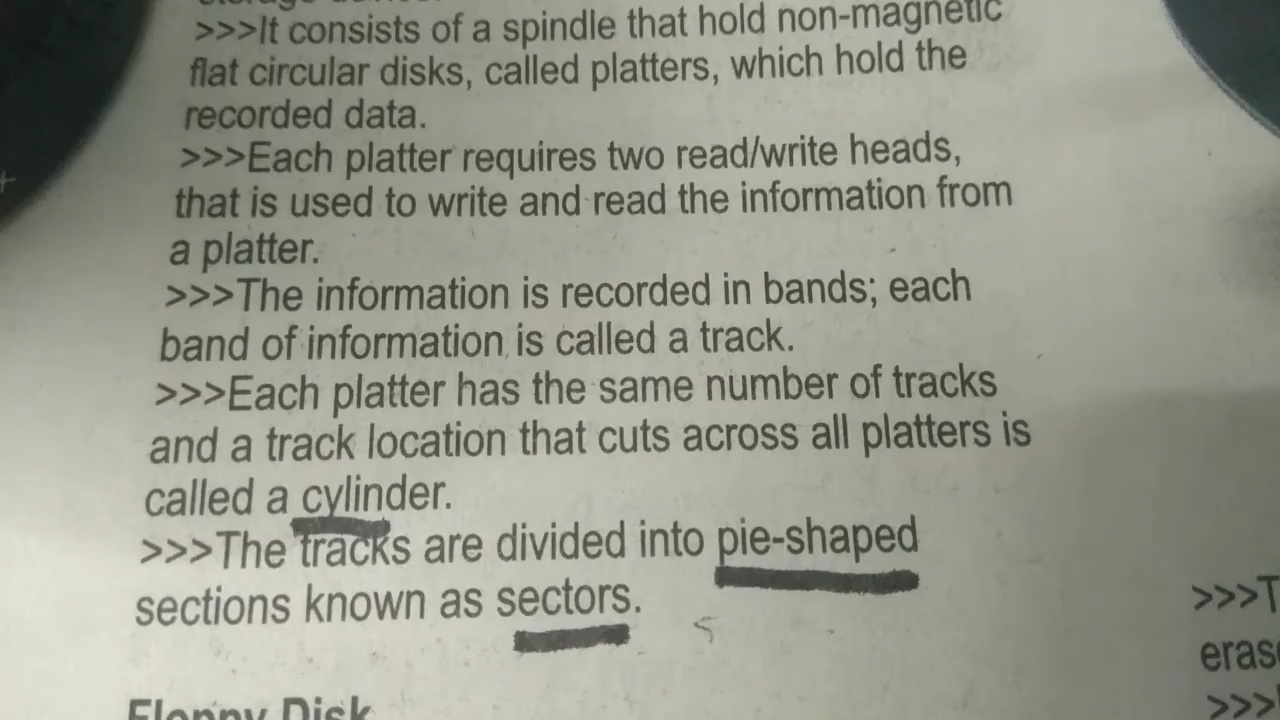 >>>It consists of a spindle that hold non-magnetic
flat circular disks, called platters, which hold the
recorded data.
>>>Each platter requires two read/write heads,
that is used to write and read the information from
a platter.
>>>The information is recorded in bands; each
band of information is called a track.
>>>Each platter has the same number of tracks
and a track location that cuts across all platters is
called a cylinder.
>>>The tracks are divided into pie-shaped
sections known as sectors.
Floppy Disk
>>>T
eras
>>>